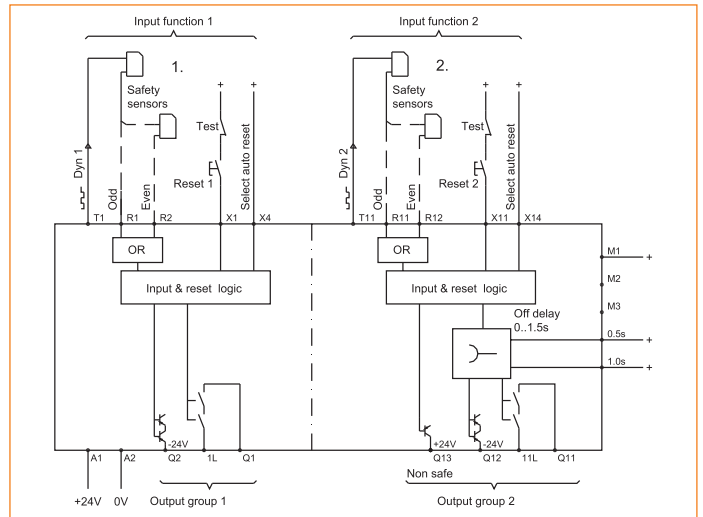 Input function 1
Input function 2
1.
2.
Safety
sensors
Safety
sensors
+
+
+
+
Dyn 1
Odd
Even
Test
Reset 1
Select auto reset
Dyn 2
Odd
Even
Test
Reset 2
Select auto reset
T1
R1
R2
X1
X4
T11
R11
R12
X11
X14
OR
OR
Input & reset logic
Input & reset logic
M1
+
M2
M3
Off delay
0..1.5s
0.5s
+
1.0s
+
-24V
+24V
-24V
A1
A2
Q2
1L
Q1
Q13
Q12
11L
Q11
Non safe
+24V
0V
Output group 1
Output group 2